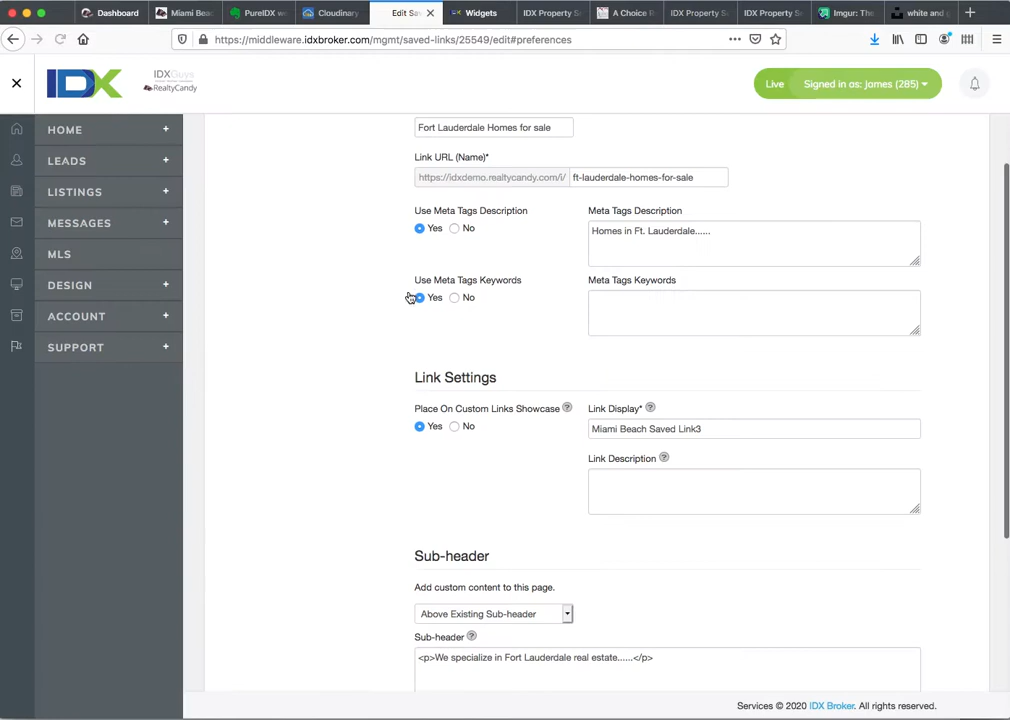 Dashboard
Miami Bea
PureIDX w
Cloudinary
Edit Sa
Widgets
IDX Property S
A Choice R
IDX Property S
IDX Property S
Imgur: The
white and g
https://middleware.idxbroker.com/mgmt/saved-links/25549/edit#preferences
IDX
IDXGuys
RealtyCandy
Live
Signed in as: James (285)
HOME +
LEADS +
LISTINGS +
MESSAGES +
MLS
DESIGN +
ACCOUNT +
SUPPORT +
Fort Lauderdale Homes for sale
Link URL (Name)*
https://idxdemo.realtycandy.com/i/ ft-lauderdale-homes-for-sale
Use Meta Tags Description
Yes No
Meta Tags Description
Homes in Ft. Lauderdale......
Use Meta Tags Keywords
Yes No
Meta Tags Keywords
Link Settings
Place On Custom Links Showcase ?
Yes No
Link Display* ?
Miami Beach Saved Link3
Link Description ?
Sub-header
Add custom content to this page.
Above Existing Sub-header
Sub-header ?
<p>We specialize in Fort Lauderdale real estate......</p>
Services © 2020 IDX Broker. All rights reserved.